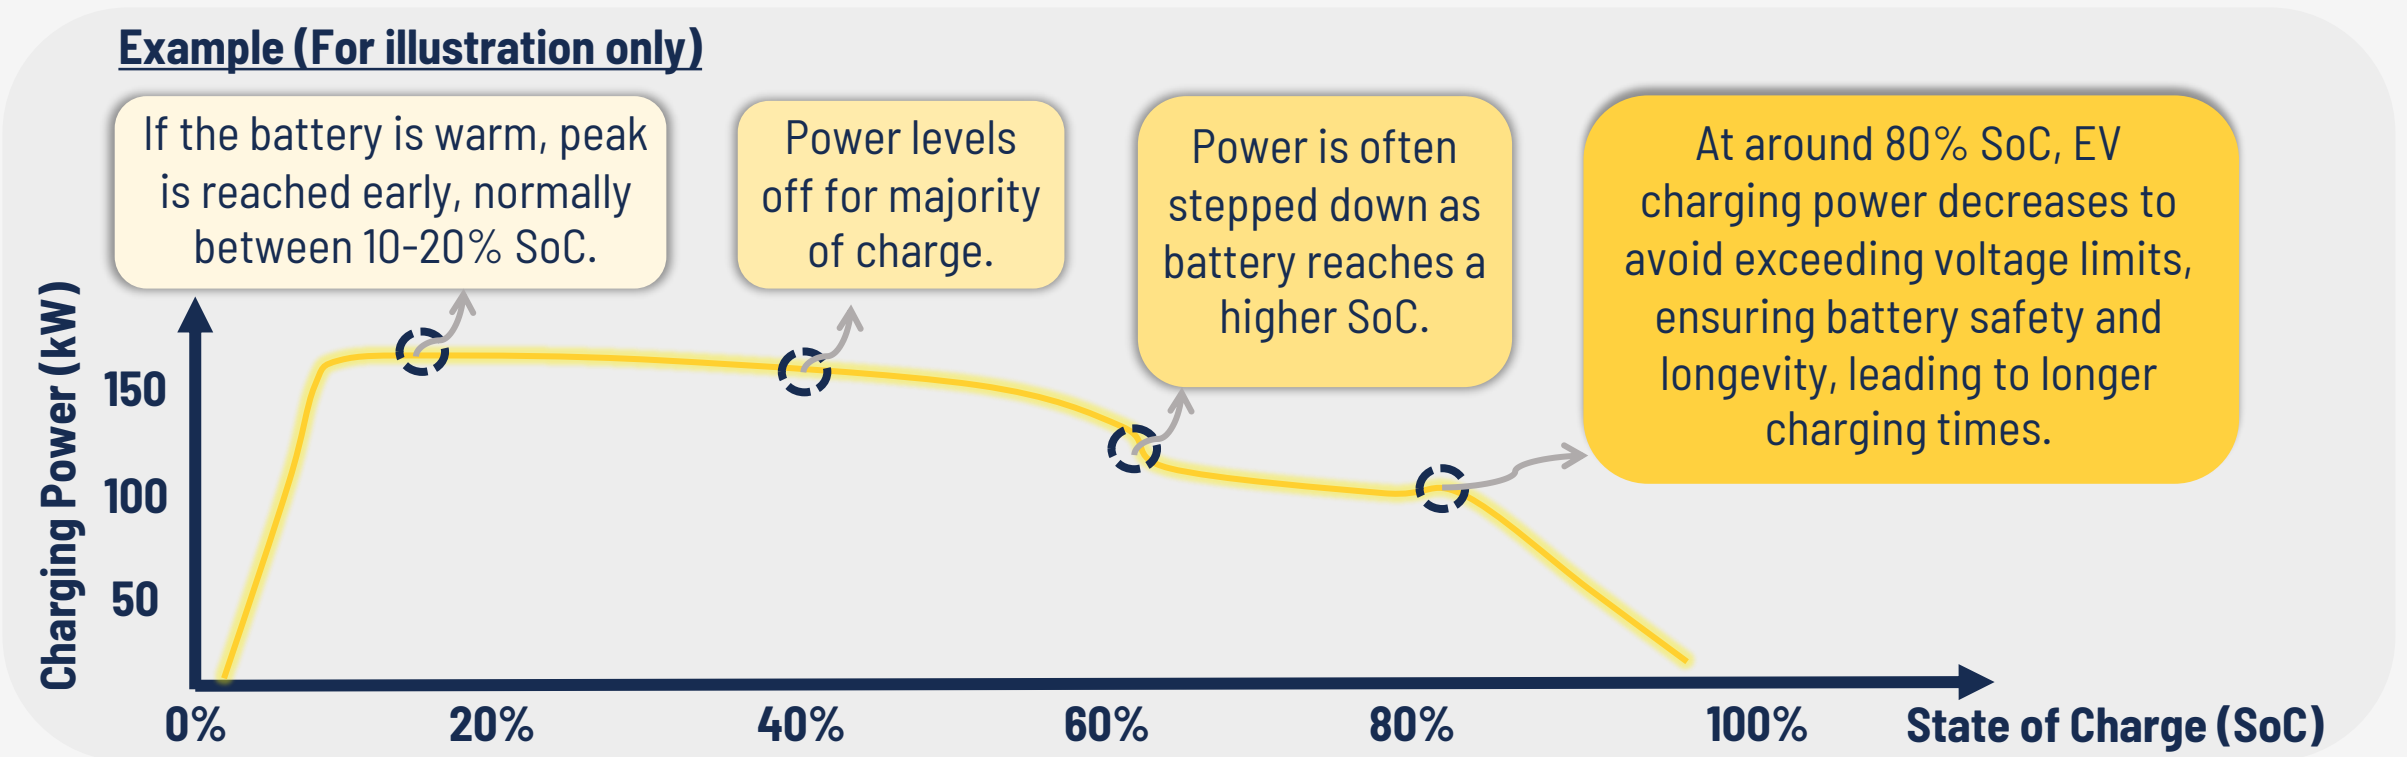 Example (For illustration only)
If the battery is warm, peak
is reached early, normally
between 10-20% SoC.
Power levels
off for majority
of charge.
Power is often
stepped down as
battery reaches a
higher SoC.
At around 80% SoC, EV
charging power decreases to
avoid exceeding voltage limits,
ensuring battery safety and
longevity, leading to longer
charging times.
Charging Power (kW)
150
100
50
0%
20%
40%
60%
80%
100%
State of Charge (SoC)